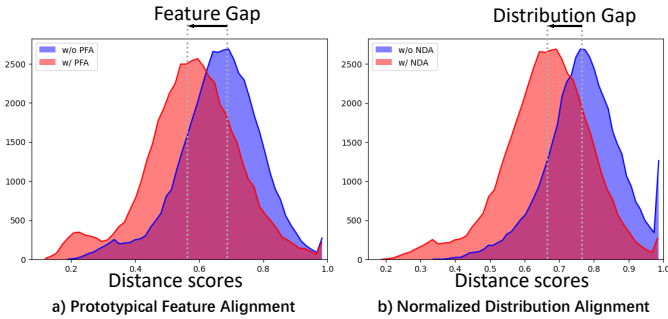 Feature Gap
Distribution Gap
w/o PFA
w/ PFA
2500
2000
1500
1000
500
0
0.2
0.4
0.6
0.8
1.0
Distance scores
a) Prototypical Feature Alignment
w/o NDA
w/ NDA
2500
2000
1500
1000
500
0
0.2
0.3
0.4
0.5
0.6
0.7
0.8
0.9
1.0
Distance scores
b) Normalized Distribution Alignment